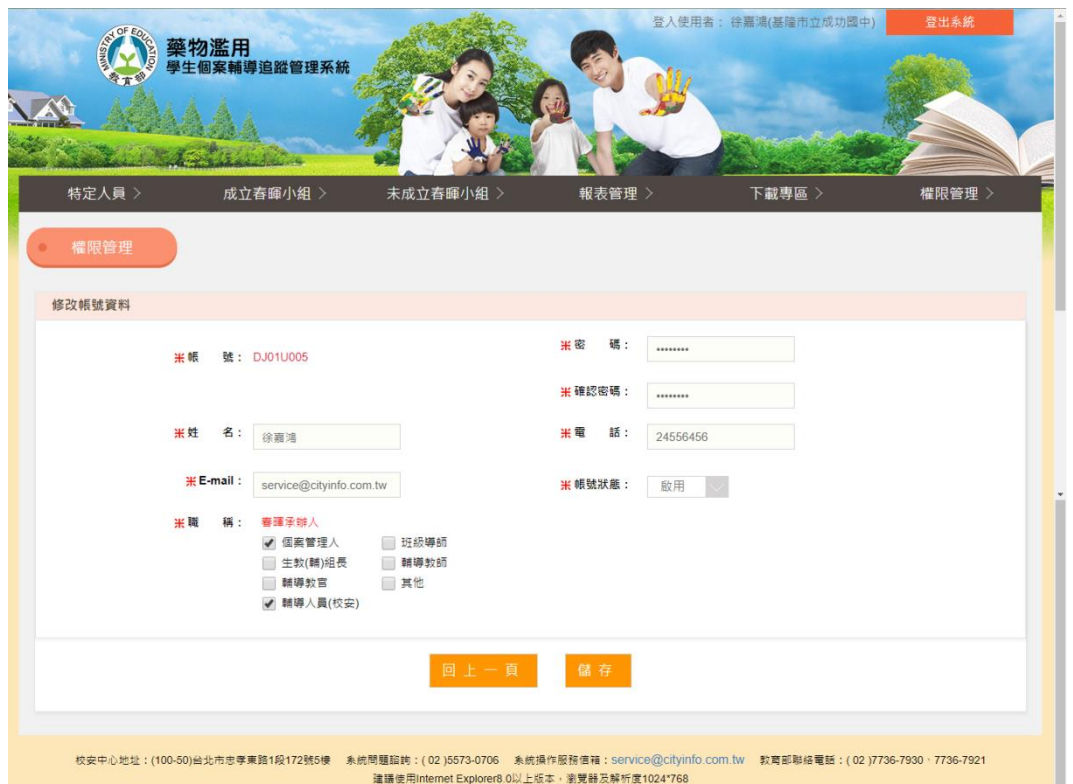 登入使用者： 徐嘉鴻(基隆市立成功國中)
登出系統
MINISTRY OF EDUCATION
教育部
藥物濫用
學生個案輔導追蹤管理系統
特定人員 >
成立春暉小組 >
未成立春暉小組 >
報表管理 >
下載專區 >
權限管理 >
權限管理
修改帳號資料
※帳 號： DJ01U005
※密 碼： ••••••••
※確認密碼： ••••••••
※姓 名： 徐嘉鴻
※電 話： 24556456
※E-mail： service@cityinfo.com.tw
※帳號狀態： 啟用
※職 稱： 春暉承辦人
個案管理人 班級導師
生教(輔)組長 輔導教師
輔導教官 其他
輔導人員(校安)
回上一頁
儲存
校安中心地址：(100-50)台北市忠孝東路1段172號5樓 系統問題諮詢：( 02 )5573-0706 系統操作服務信箱：service@cityinfo.com.tw 教育部聯絡電話：( 02 )7736-7930、7736-7921
建議使用Internet Explorer8.0以上版本，瀏覽器及解析度1024*768